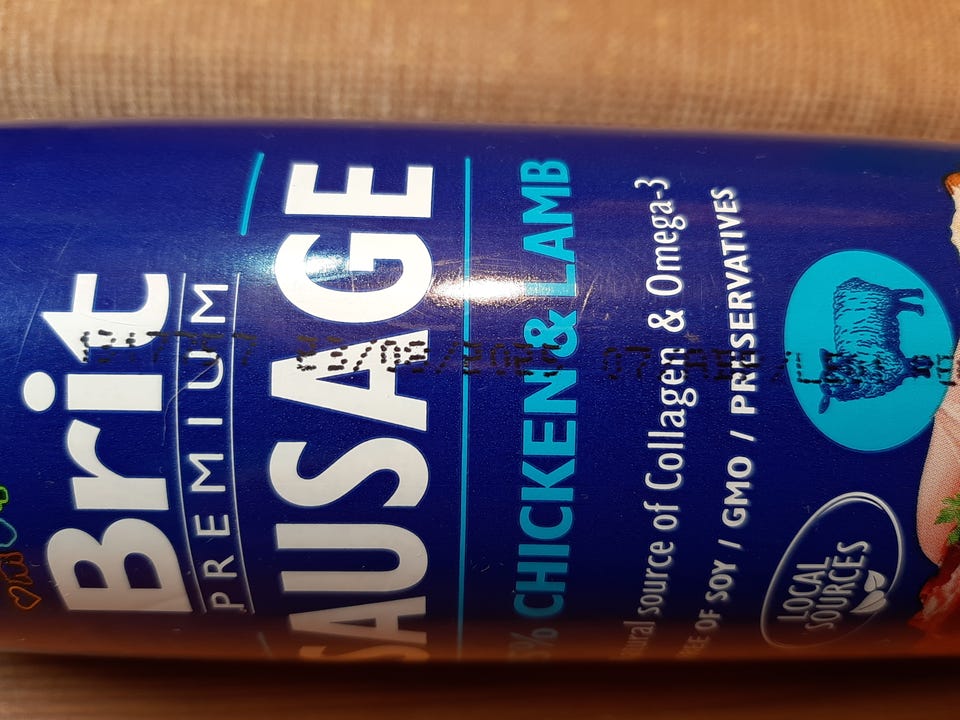 Brit
PREMIUM
SAUSAGE
% CHICKEN & LAMB
source of Collagen & Omega-3
OF SOY / GMO / PRESERVATIVES
LOCAL
SOURCES